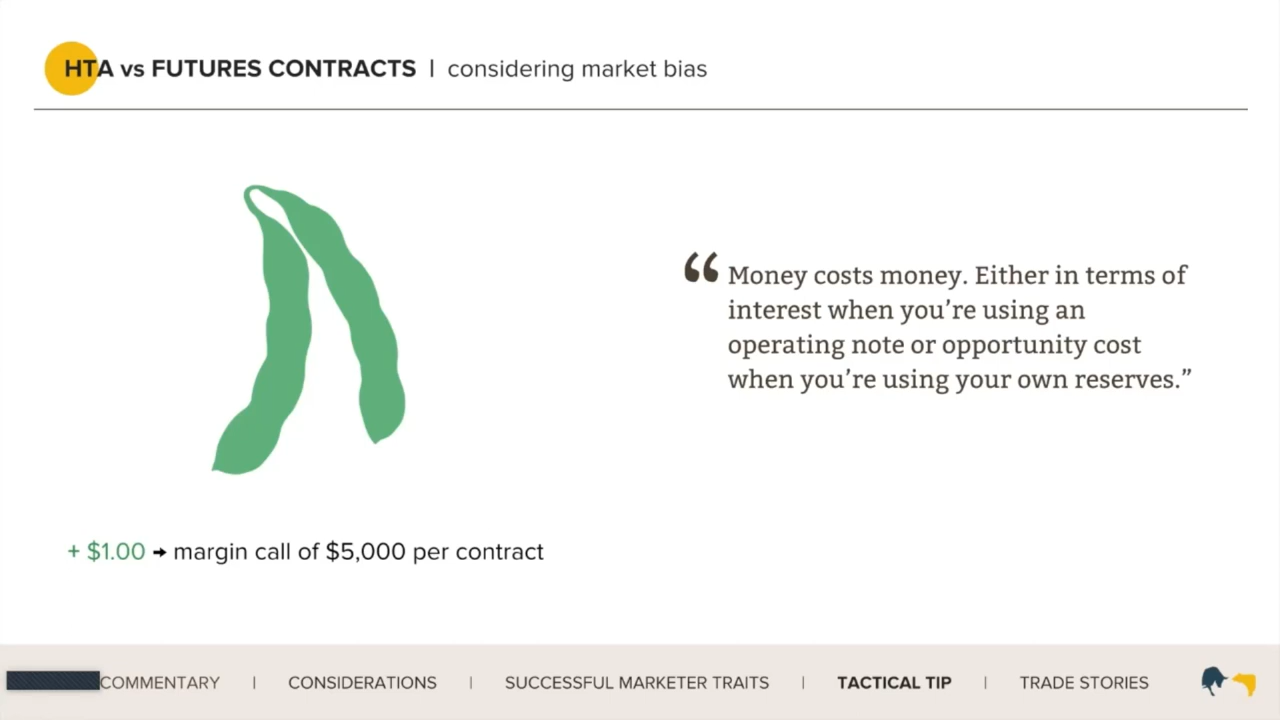 HTA vs FUTURES CONTRACTS | considering market bias
“Money costs money. Either in terms of
interest when you’re using an
operating note or opportunity cost
when you’re using your own reserves.”
+ $1.00 → margin call of $5,000 per contract
COMMENTARY | CONSIDERATIONS | SUCCESSFUL MARKETER TRAITS | TACTICAL TIP | TRADE STORIES